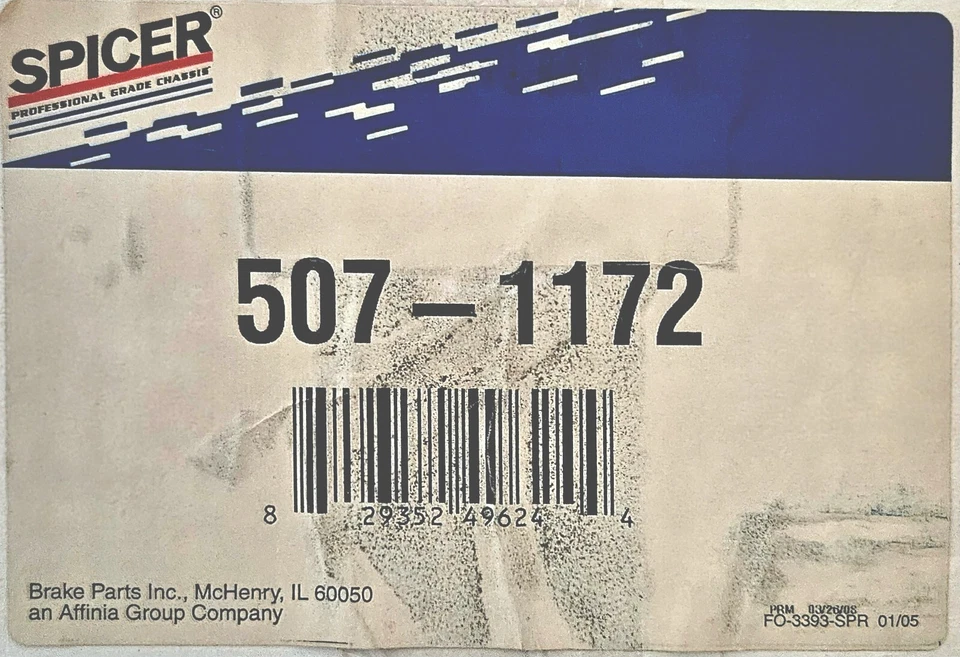 SPICER®
PROFESSIONAL GRADE CHASSIS
507-1172
8 29352 49624 4
Brake Parts Inc., McHenry, IL 60050
an Affinia Group Company
PRM 03/26/08
FO-3393-SPR 01/05